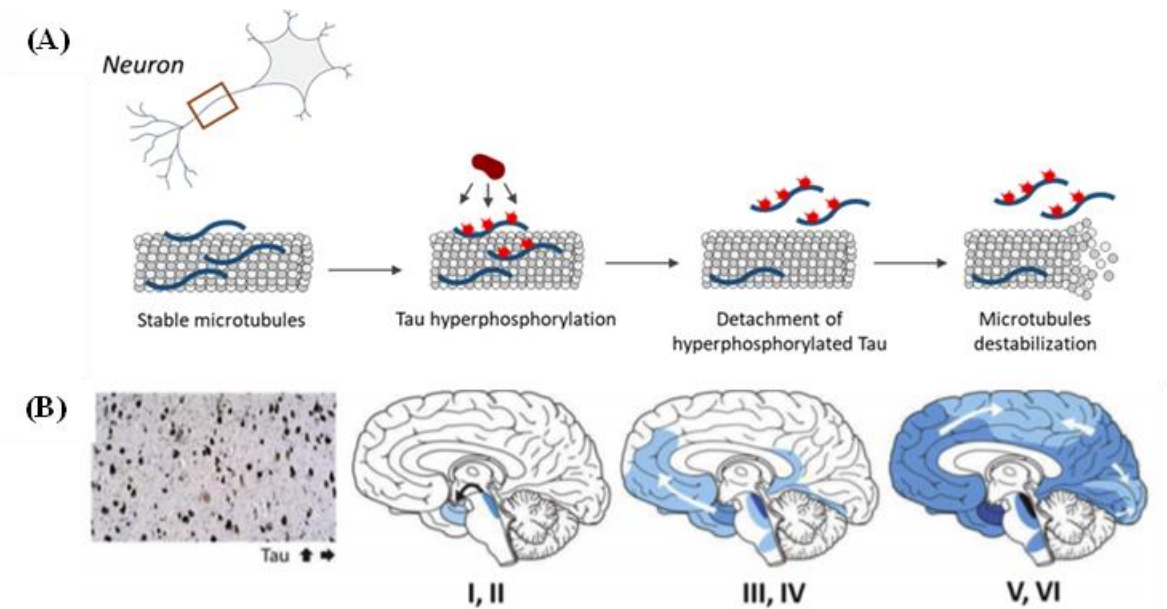 (A)
Neuron
Stable microtubules
Tau hyperphosphorylation
Detachment of
hyperphosphorylated Tau
Microtubules
destabilization
(B)
Tau
I, II
III, IV
V, VI